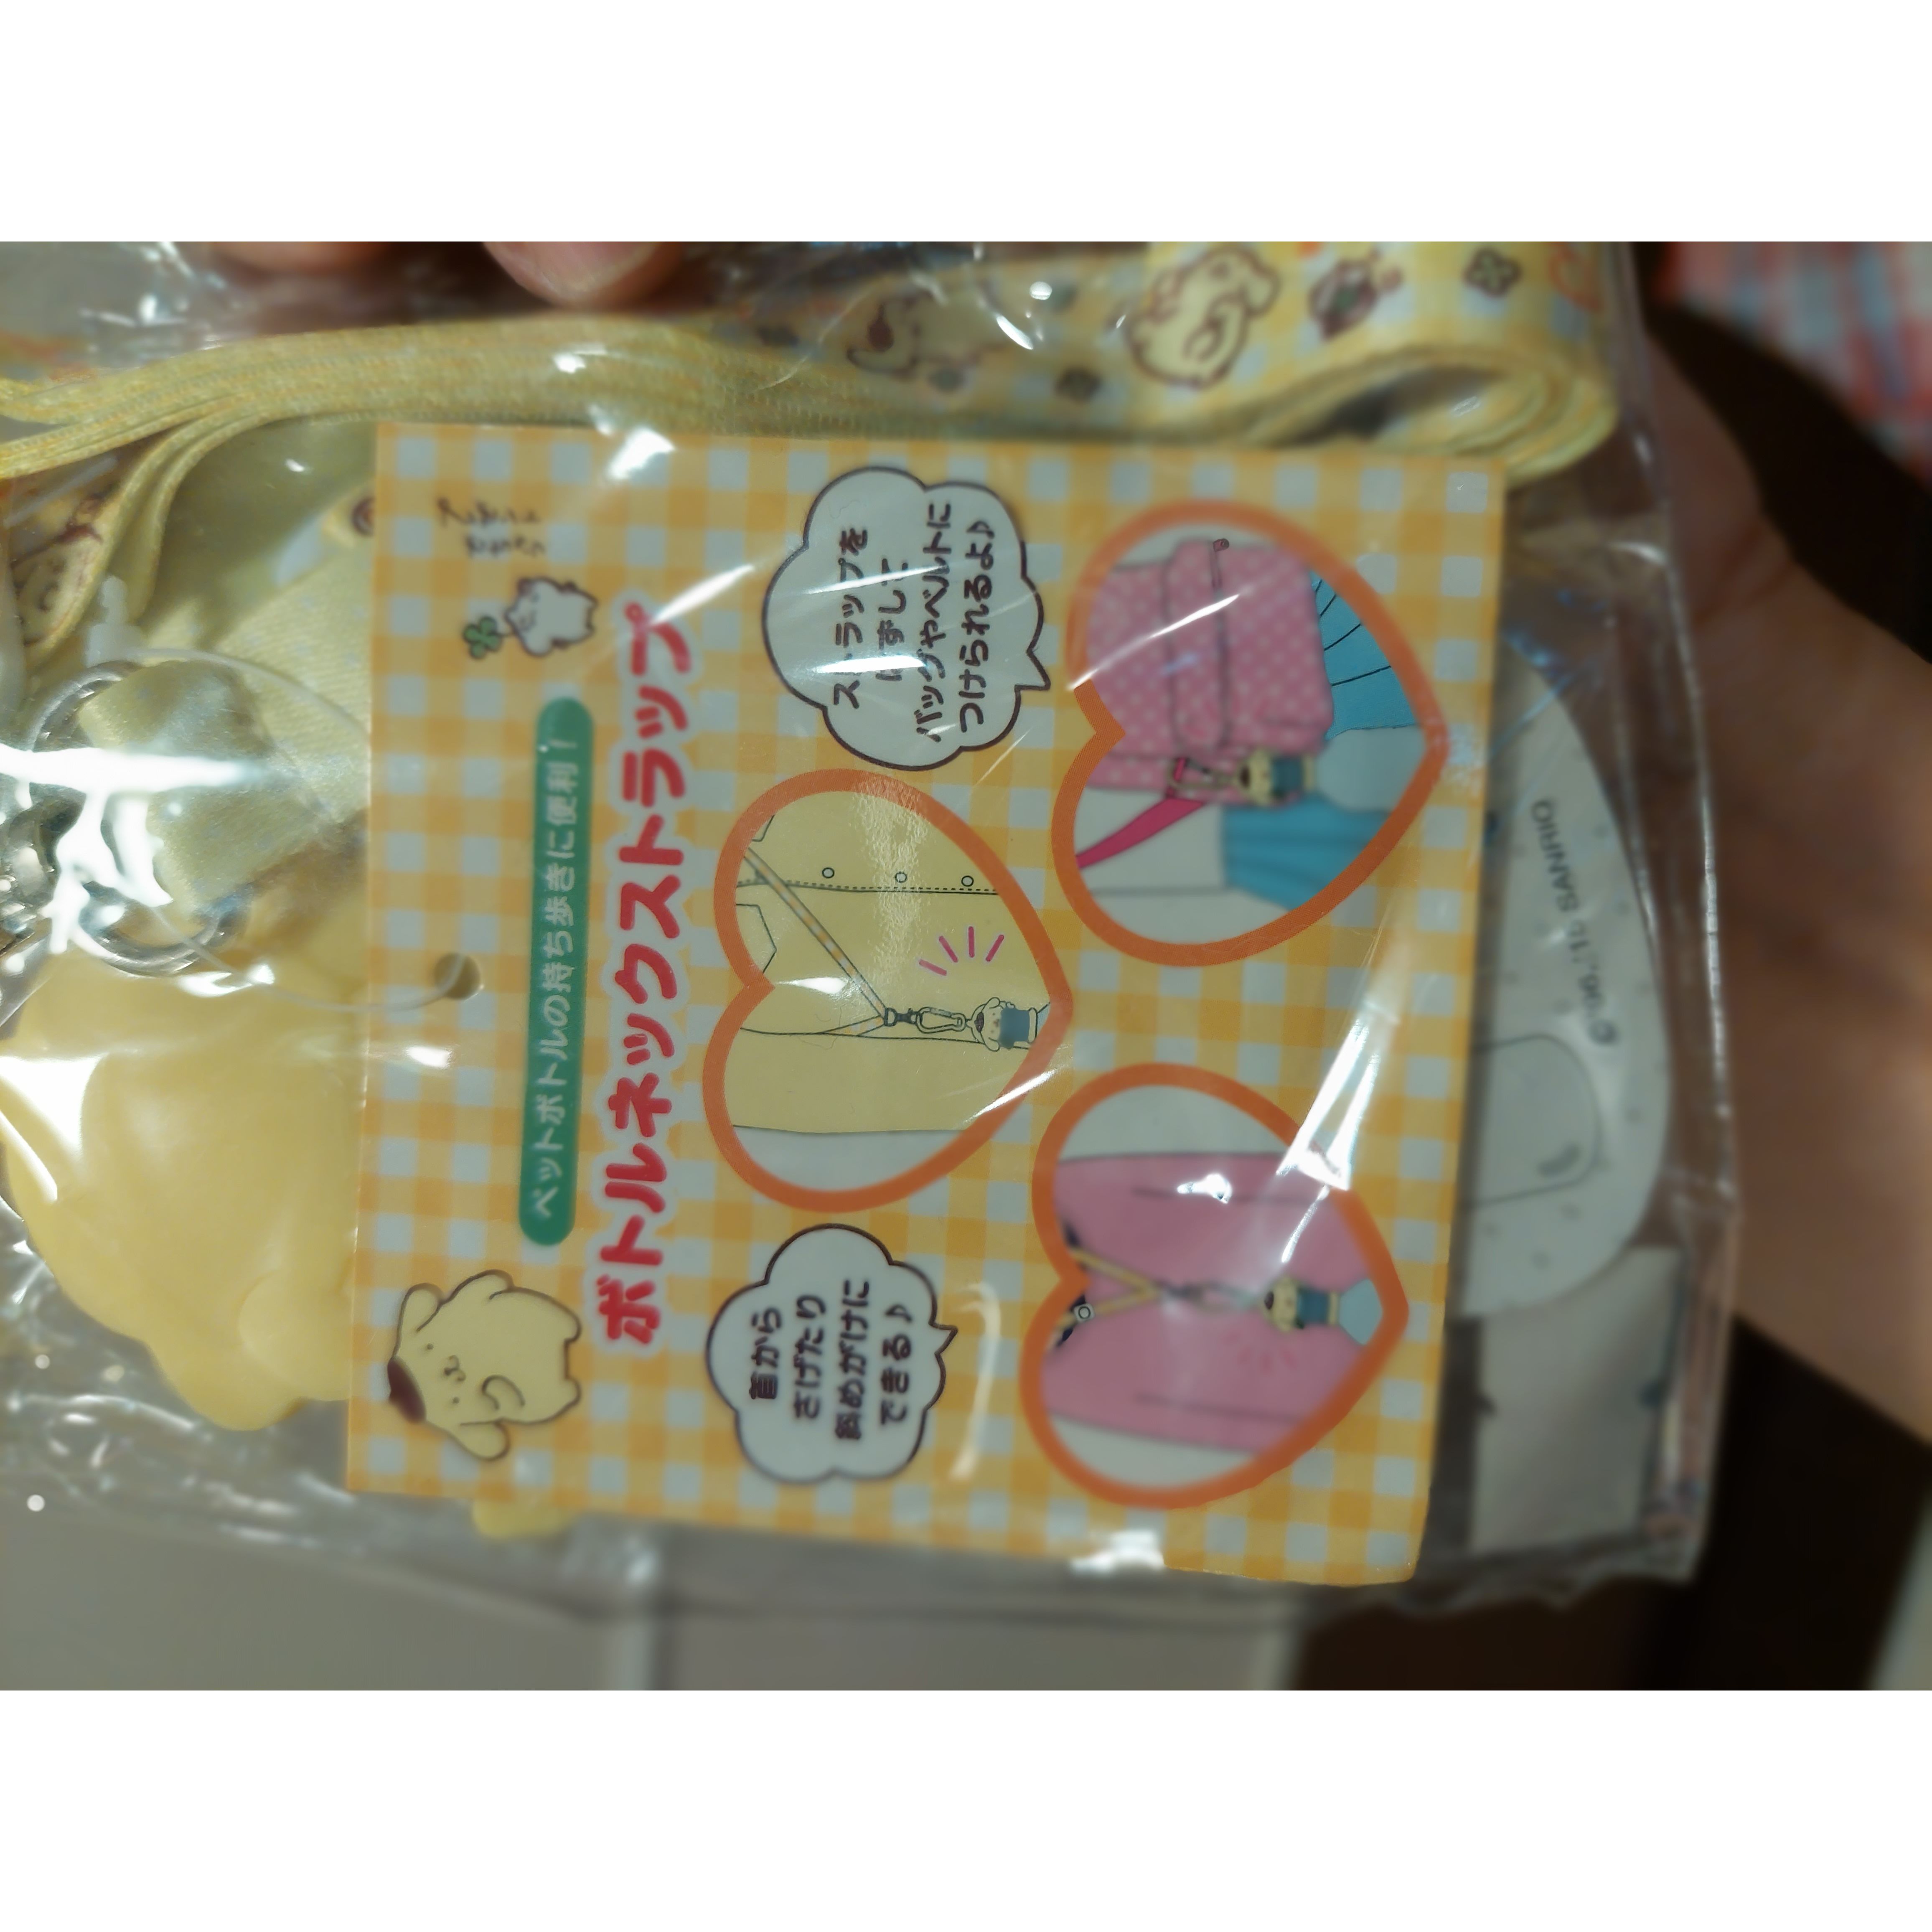 ペットボトルの持ち歩きに便利！
ボトルネックストラップ
首から
さげたり
斜めがけに
できる♪
ストラップを
はずして
バッグやベルトに
つけられるよ♪
SANRIO